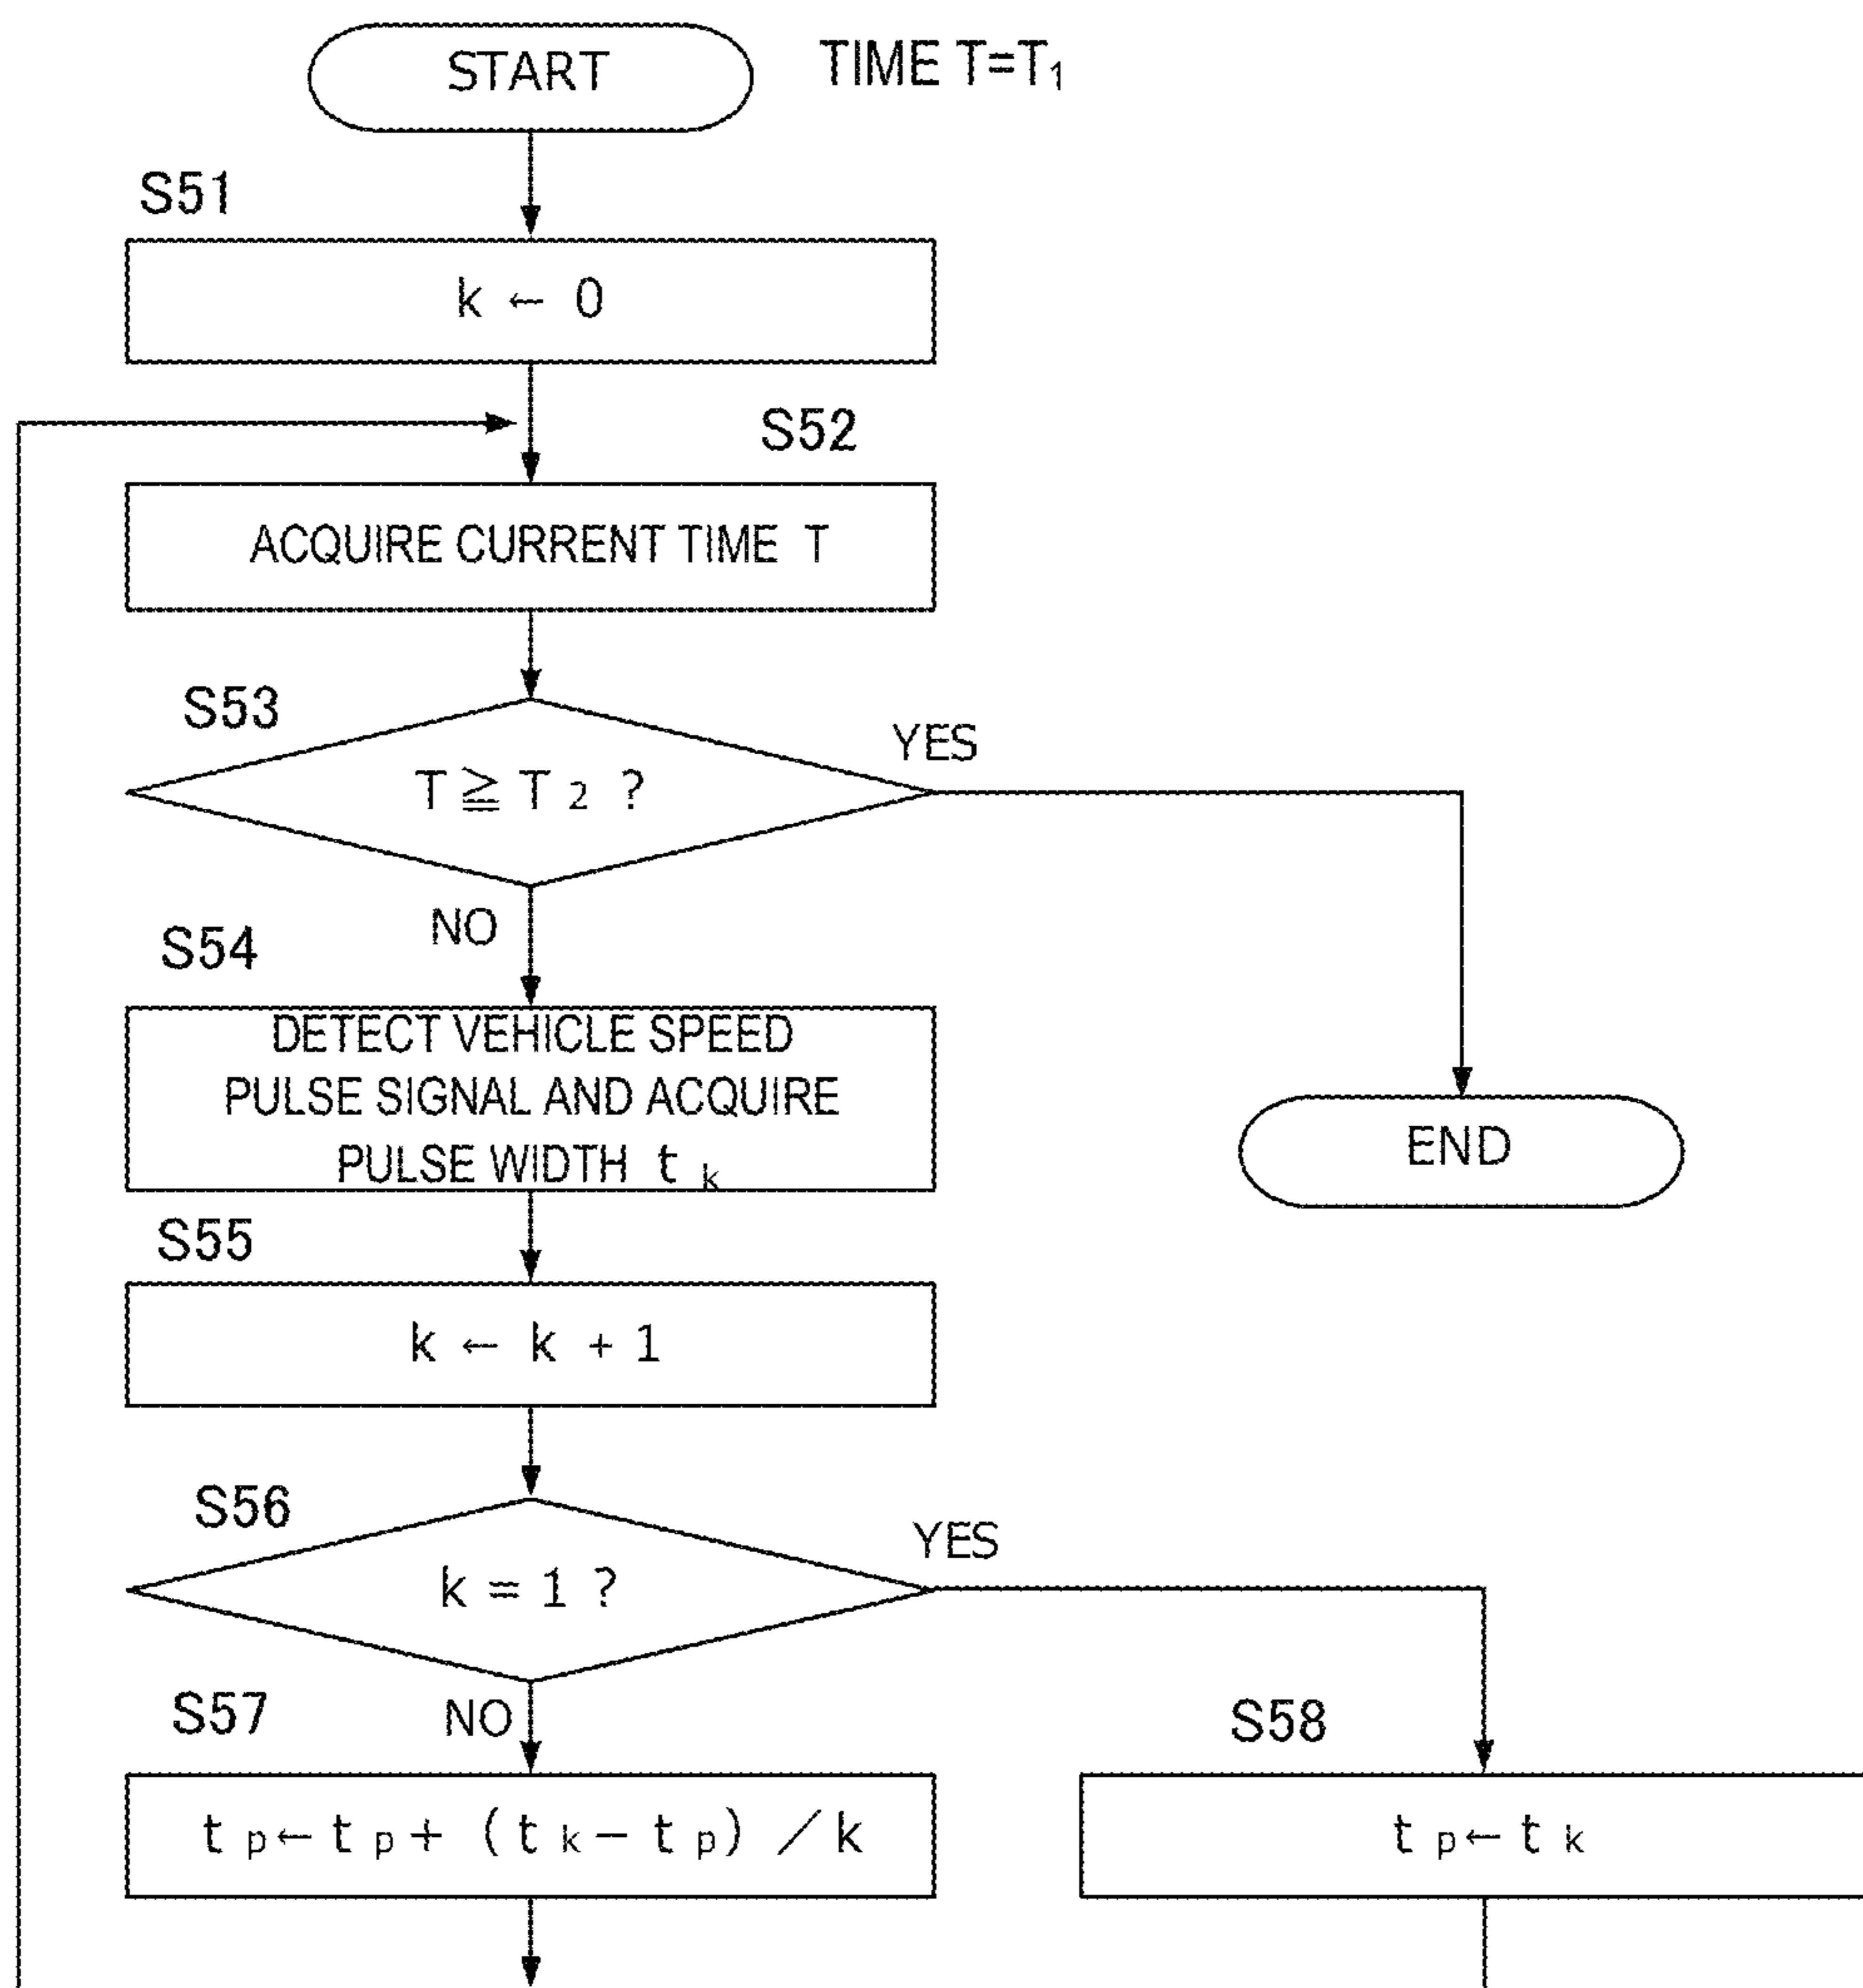 START
TIME T=T₁
S51
k ← 0
S52
ACQUIRE CURRENT TIME T
S53
T ≧ T ₂ ?
YES
NO
S54
DETECT VEHICLE SPEED
PULSE SIGNAL AND ACQUIRE
PULSE WIDTH t ₖ
END
S55
k ← k + 1
S56
k = 1 ?
YES
NO
S57
t ₚ ← t ₚ + ( t ₖ − t ₚ ) ／ k
S58
t ₚ ← t ₖ